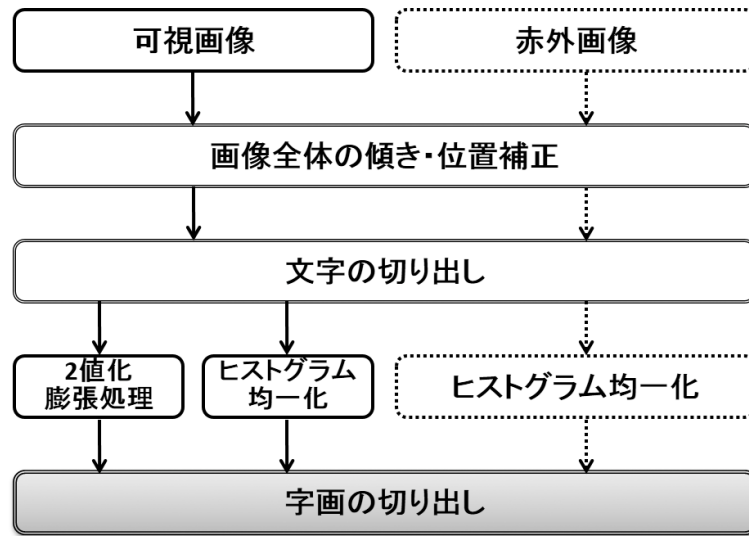 可視画像
赤外画像
画像全体の傾き・位置補正
文字の切り出し
2値化
膨張処理
ヒストグラム
均一化
ヒストグラム均一化
字画の切り出し